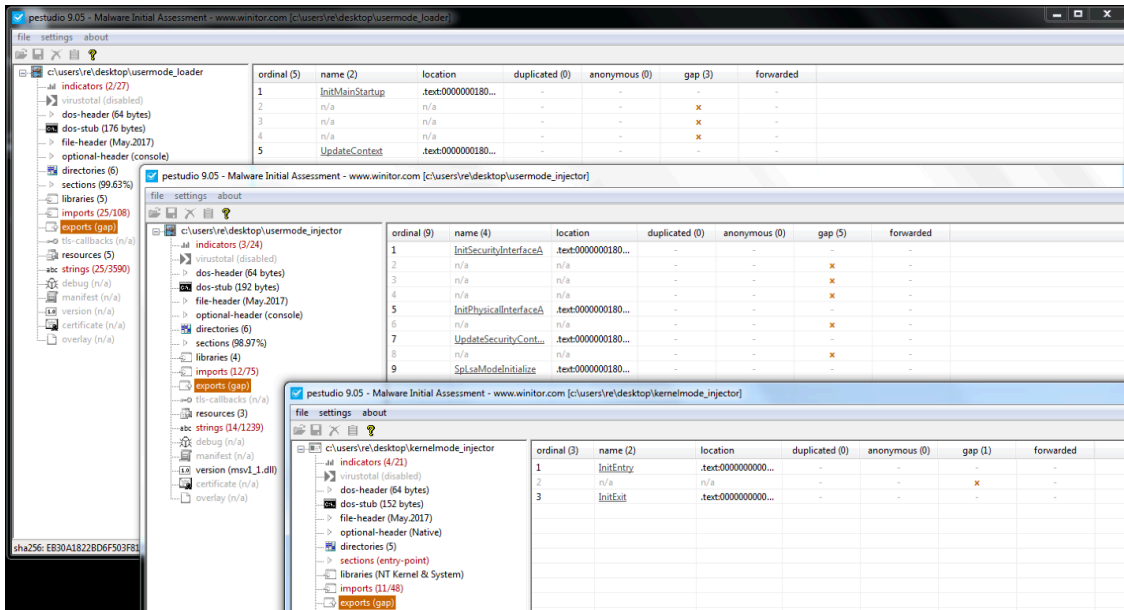 pestudio 9.05 - Malware Initial Assessment - www.winitor.com [c:\users\re\desktop\usermode_loader]
file settings about
c:\users\re\desktop\usermode_loader
indicators (2/27)
virustotal (disabled)
dos-header (64 bytes)
dos-stub (176 bytes)
file-header (May.2017)
optional-header (console)
directories (6)
sections (99.63%)
libraries (5)
imports (25/108)
exports (gap)
tls-callbacks (n/a)
resources (5)
strings (25/3590)
debug (n/a)
manifest (n/a)
version (n/a)
certificate (n/a)
overlay (n/a)
sha256: EB30A1822BD6F503F81
ordinal (5) name (2) location duplicated (0) anonymous (0) gap (3) forwarded
1 InitMainStartup .text:0000000180... - - - -
2 n/a n/a - - x -
3 n/a n/a - - x -
4 n/a n/a - - x -
5 UpdateContext .text:0000000180... - - - -
pestudio 9.05 - Malware Initial Assessment - www.winitor.com [c:\users\re\desktop\usermode_injector]
file settings about
c:\users\re\desktop\usermode_injector
indicators (3/24)
virustotal (disabled)
dos-header (64 bytes)
dos-stub (192 bytes)
file-header (May.2017)
optional-header (console)
directories (6)
sections (98.97%)
libraries (4)
imports (12/75)
exports (gap)
tls-callbacks (n/a)
resources (3)
strings (14/1239)
debug (n/a)
manifest (n/a)
version (msv1_1.dll)
certificate (n/a)
overlay (n/a)
ordinal (9) name (4) location duplicated (0) anonymous (0) gap (5) forwarded
1 InitSecurityInterfaceA .text:0000000180... - - - -
2 n/a n/a - - x -
3 n/a n/a - - x -
4 n/a n/a - - x -
5 InitPhysicalInterfaceA .text:0000000180... - - - -
6 n/a n/a - - x -
7 UpdateSecurityCont... .text:0000000180... - - - -
8 n/a n/a - - x -
9 SpLsaModeInitialize .text:0000000180... - - - -
pestudio 9.05 - Malware Initial Assessment - www.winitor.com [c:\users\re\desktop\kernelmode_injector]
file settings about
c:\users\re\desktop\kernelmode_injector
indicators (4/21)
virustotal (disabled)
dos-header (64 bytes)
dos-stub (152 bytes)
file-header (May.2017)
optional-header (Native)
directories (5)
sections (entry-point)
libraries (NT Kernel & System)
imports (11/48)
exports (gap)
ordinal (3) name (2) location duplicated (0) anonymous (0) gap (1) forwarded
1 InitEntry .text:0000000000... - - - -
2 n/a n/a - - x -
3 InitExit .text:0000000000... - - - -